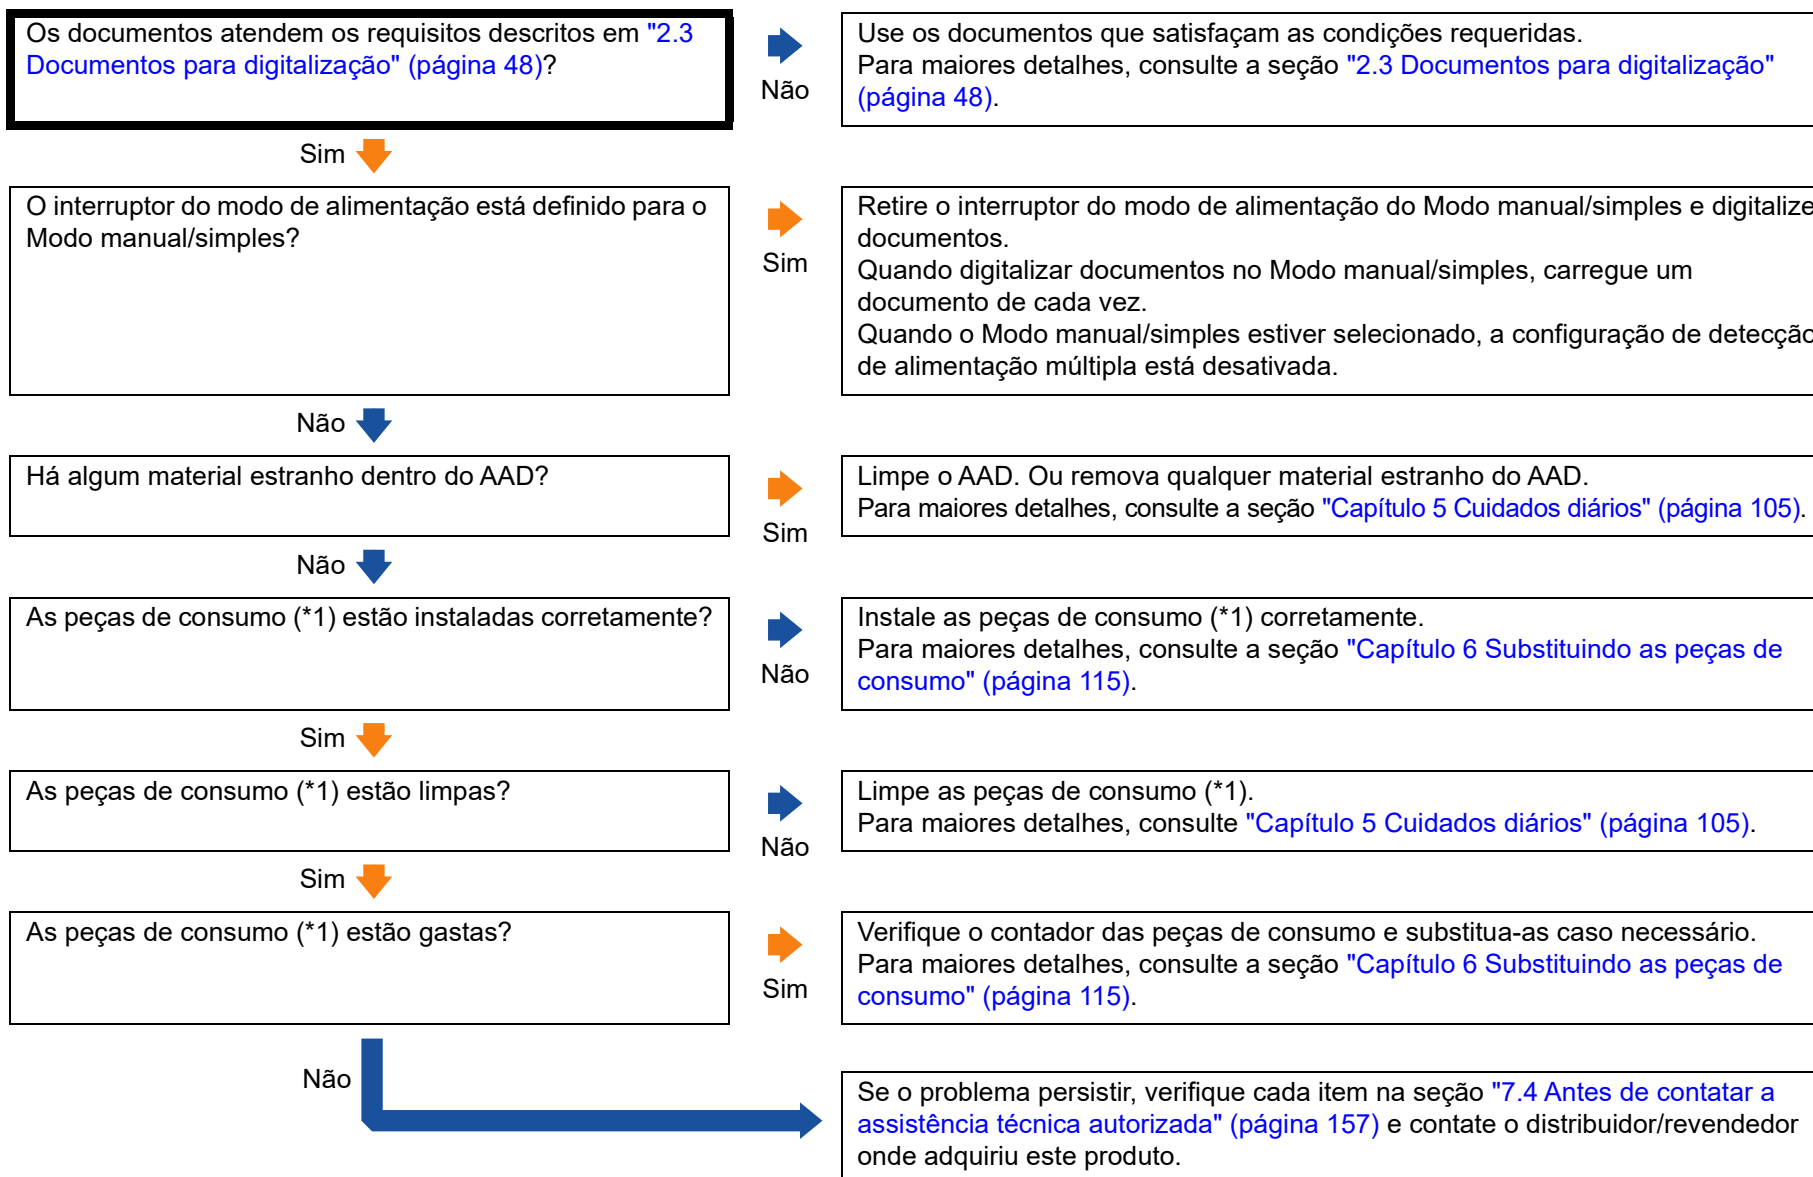 Os documentos atendem os requisitos descritos em "2.3
Documentos para digitalização" (página 48)?
Não
Use os documentos que satisfaçam as condições requeridas.
Para maiores detalhes, consulte a seção "2.3 Documentos para digitalização"
(página 48).
Sim
O interruptor do modo de alimentação está definido para o
Modo manual/simples?
Sim
Retire o interruptor do modo de alimentação do Modo manual/simples e digitalize
documentos.
Quando digitalizar documentos no Modo manual/simples, carregue um
documento de cada vez.
Quando o Modo manual/simples estiver selecionado, a configuração de detecção
de alimentação múltipla está desativada.
Não
Há algum material estranho dentro do AAD?
Sim
Limpe o AAD. Ou remova qualquer material estranho do AAD.
Para maiores detalhes, consulte a seção "Capítulo 5 Cuidados diários" (página 105).
Não
As peças de consumo (*1) estão instaladas corretamente?
Não
Instale as peças de consumo (*1) corretamente.
Para maiores detalhes, consulte a seção "Capítulo 6 Substituindo as peças de
consumo" (página 115).
Sim
As peças de consumo (*1) estão limpas?
Não
Limpe as peças de consumo (*1).
Para maiores detalhes, consulte "Capítulo 5 Cuidados diários" (página 105).
Sim
As peças de consumo (*1) estão gastas?
Sim
Verifique o contador das peças de consumo e substitua-as caso necessário.
Para maiores detalhes, consulte a seção "Capítulo 6 Substituindo as peças de
consumo" (página 115).
Não
Se o problema persistir, verifique cada item na seção "7.4 Antes de contatar a
assistência técnica autorizada" (página 157) e contate o distribuidor/revendedor
onde adquiriu este produto.